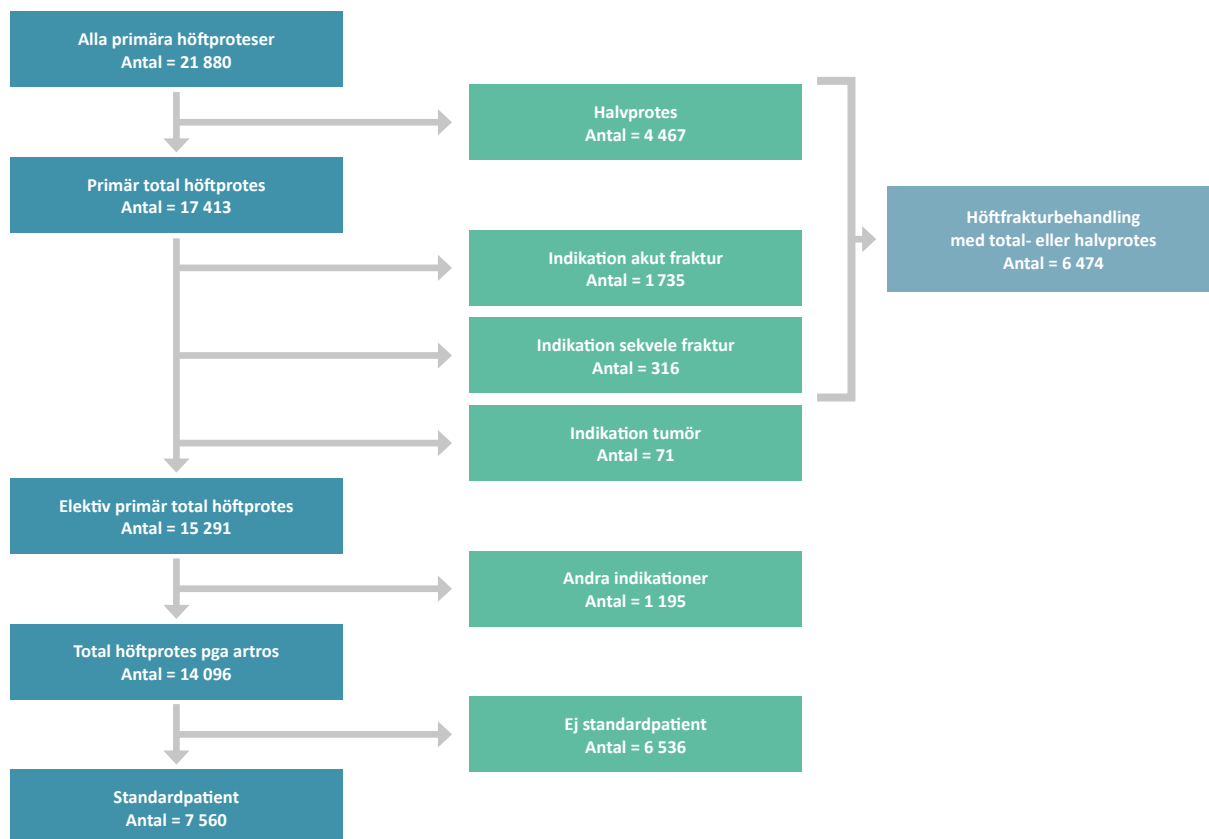 Alla primära höftproteser
Antal = 21 880
Halvprotes
Antal = 4 467
Primär total höftprotes
Antal = 17 413
Höftfrakturbehandling
med total- eller halvprotes
Antal = 6 474
Indikation akut fraktur
Antal = 1 735
Indikation sekvele fraktur
Antal = 316
Indikation tumör
Antal = 71
Elektiv primär total höftprotes
Antal = 15 291
Andra indikationer
Antal = 1 195
Total höftprotes pga artros
Antal = 14 096
Ej standardpatient
Antal = 6 536
Standardpatient
Antal = 7 560